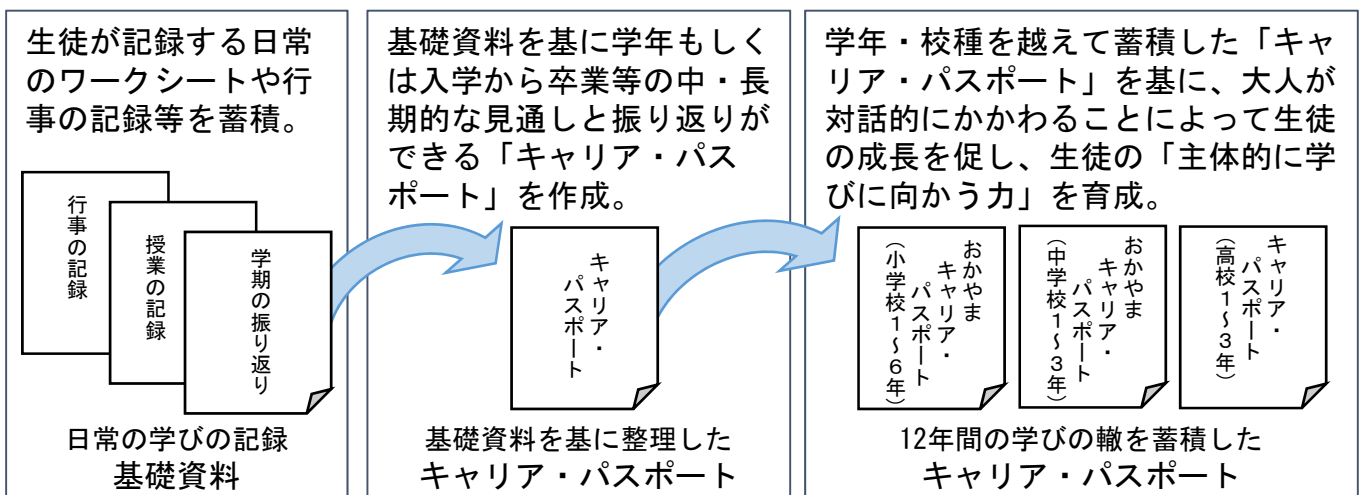 生徒が記録する日常
のワークシートや行
事の記録等を蓄積。
行事の記録
授業の記録
学期の振り返り
日常の学びの記録
基礎資料
基礎資料を基に学年もしく
は入学から卒業等の中・長
期的な見通しと振り返りが
できる「キャリア・パス
ポート」を作成。
キャリア・
パスポート
基礎資料を基に整理した
キャリア・パスポート
学年・校種を越えて蓄積した「キャ
リア・パスポート」を基に、大人が
対話的にかかわることによって生徒
の成長を促し、生徒の「主体的に学
びに向かう力」を育成。
おかやま
キャリア・
パスポート
（小学校１～６年）
おかやま
キャリア・
パスポート
（中学校１～３年）
キャリア・
パスポート
（高校１～３年）
12年間の学びの轍を蓄積した
キャリア・パスポート